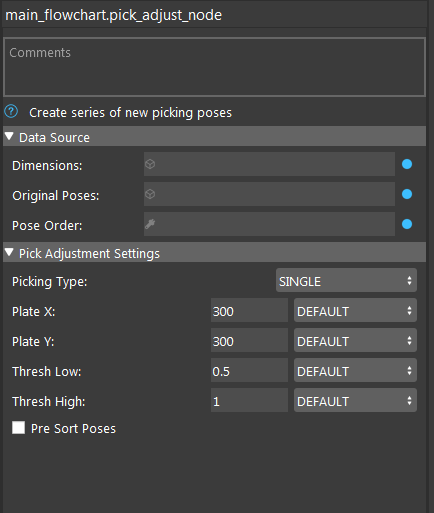 main_flowchart.pick_adjust_node
Comments
? Create series of new picking poses
Data Source
Dimensions:
Original Poses:
Pose Order:
Pick Adjustment Settings
Picking Type: SINGLE
Plate X: 300 DEFAULT
Plate Y: 300 DEFAULT
Thresh Low: 0.5 DEFAULT
Thresh High: 1 DEFAULT
Pre Sort Poses